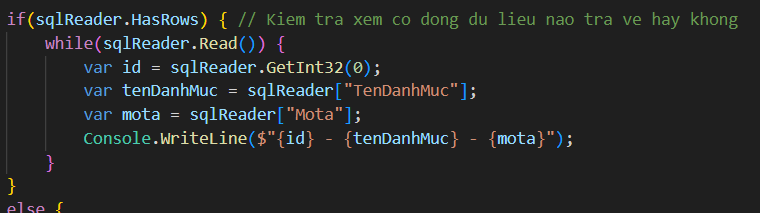 if(sqlReader.HasRows) { // Kiem tra xem co dong du lieu nao tra ve hay khong
while(sqlReader.Read()) {
var id = sqlReader.GetInt32(0);
var tenDanhMuc = sqlReader["TenDanhMuc"];
var mota = sqlReader["Mota"];
Console.WriteLine($"{id} - {tenDanhMuc} - {mota}");
}
}
else {